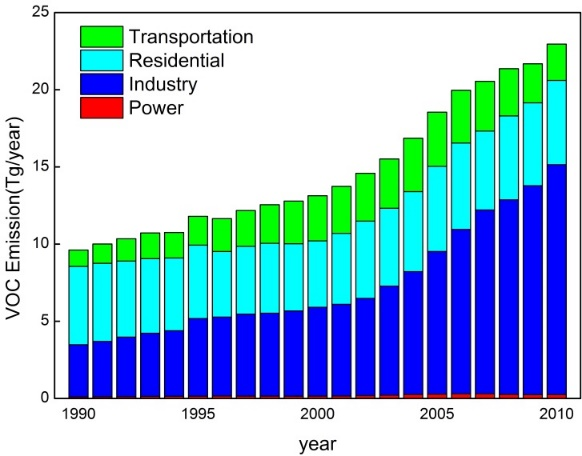 25
20
15
10
5
0
VOC Emission(Tg/year)
Transportation
Residential
Industry
Power
1990
1995
2000
2005
2010
year